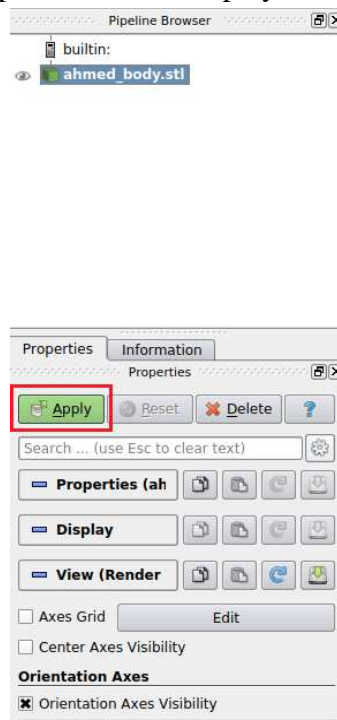 Pipeline Browser
builtin:
ahmed_body.stl
Properties Information
Properties
Apply Reset Delete ?
Search ... (use Esc to clear text)
Properties (ah
Display
View (Render
Axes Grid Edit
Center Axes Visibility
Orientation Axes
Orientation Axes Visibility